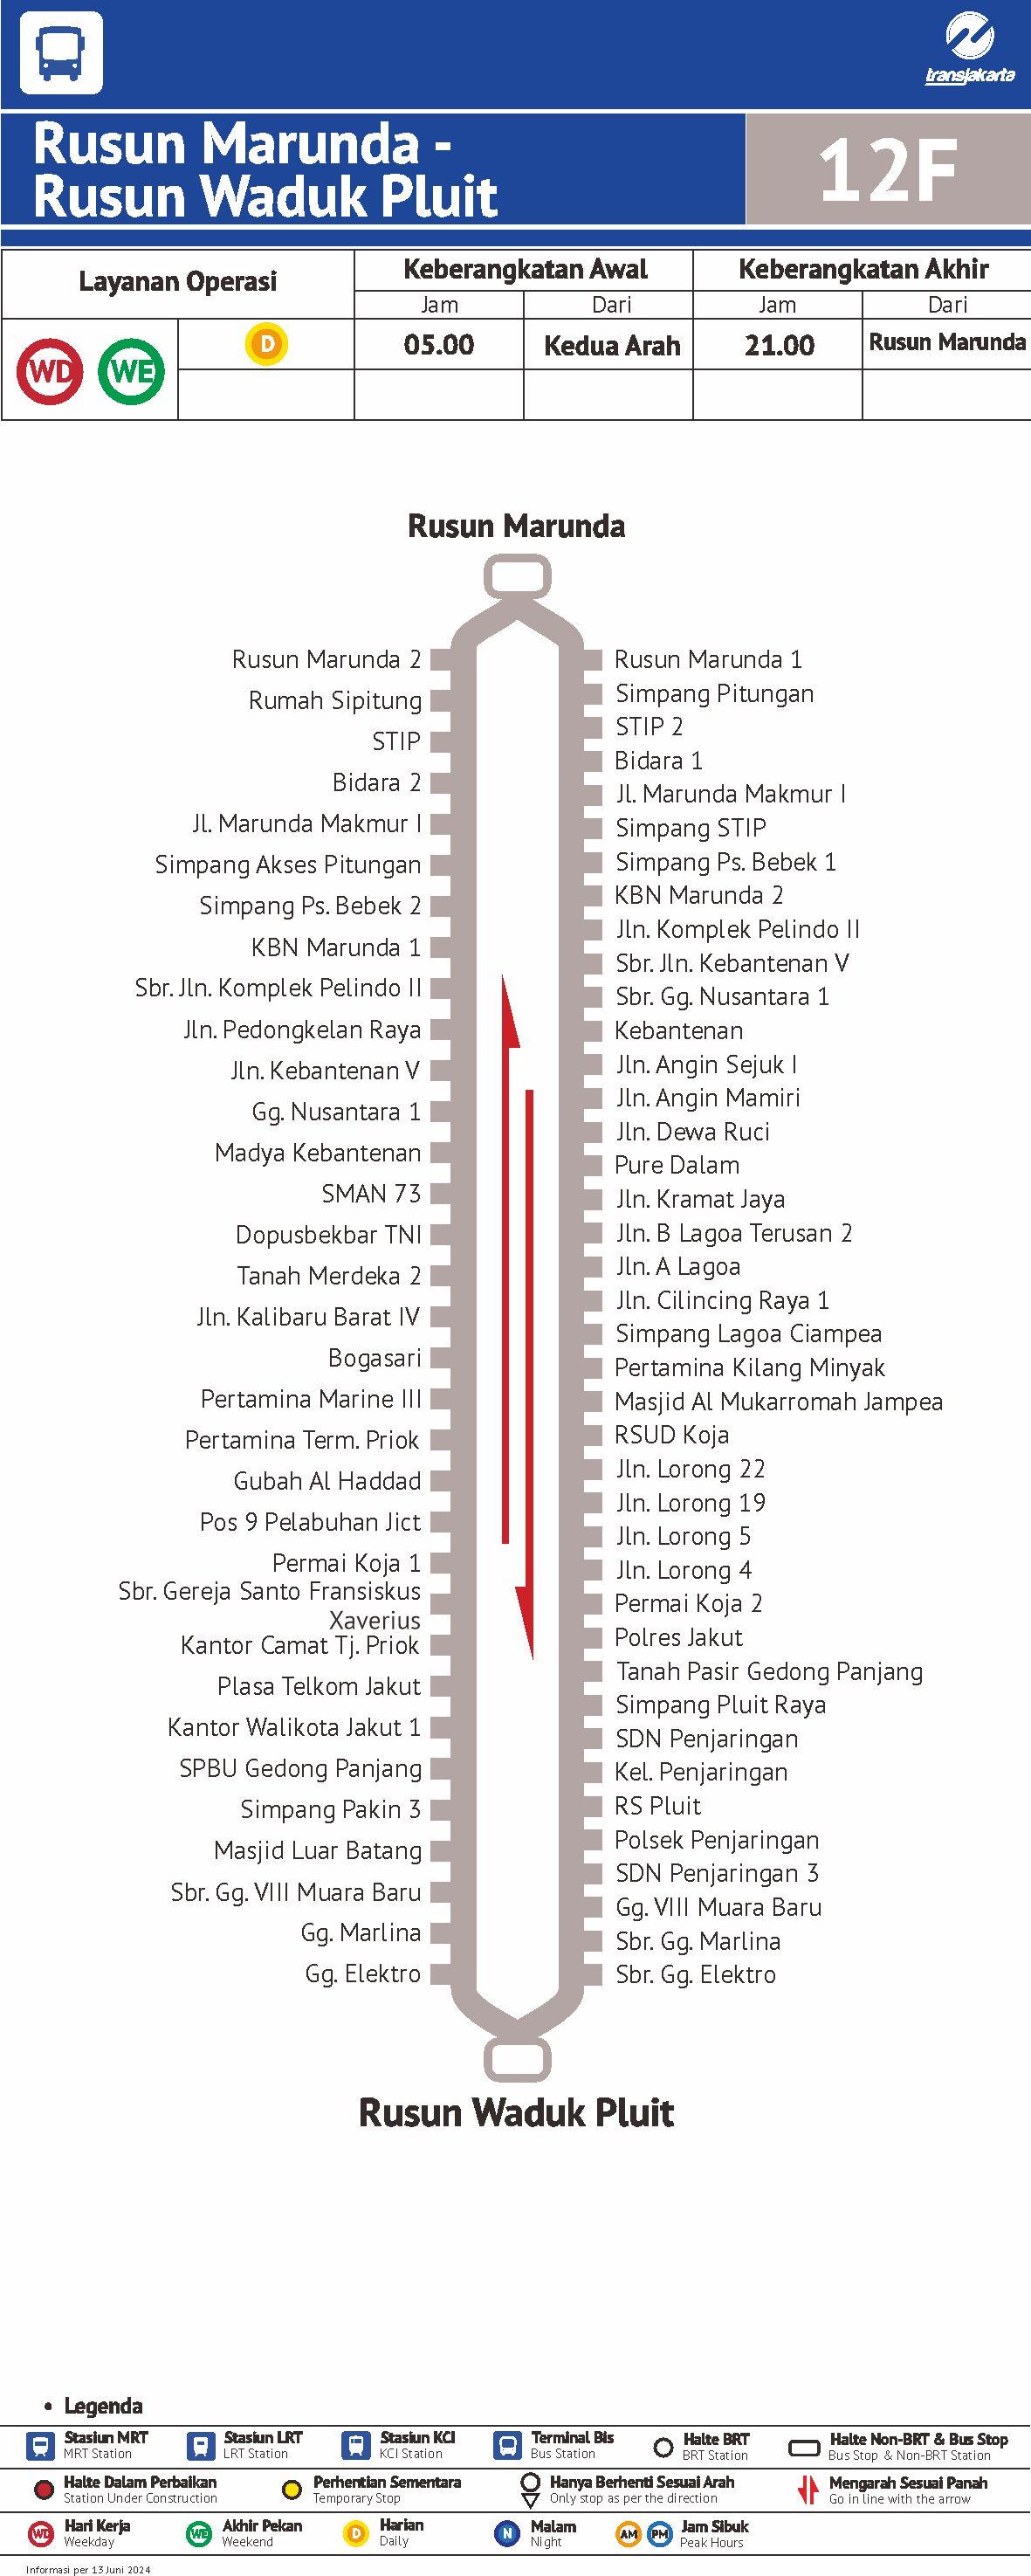 transjakarta
Rusun Marunda -
Rusun Waduk Pluit
12F
Layanan Operasi
Keberangkatan Awal
Keberangkatan Akhir
Jam
Dari
Jam
Dari
WD
WE
D
05.00
Kedua Arah
21.00
Rusun Marunda
Rusun Marunda
Rusun Marunda 2
Rumah Sipitung
STIP
Bidara 2
Jl. Marunda Makmur I
Simpang Akses Pitungan
Simpang Ps. Bebek 2
KBN Marunda 1
Sbr. Jln. Komplek Pelindo II
Jln. Pedongkelan Raya
Jln. Kebantenan V
Gg. Nusantara 1
Madya Kebantenan
SMAN 73
Dopusbekbar TNI
Tanah Merdeka 2
Jln. Kalibaru Barat IV
Bogasari
Pertamina Marine III
Pertamina Term. Priok
Gubah Al Haddad
Pos 9 Pelabuhan Jict
Permai Koja 1
Sbr. Gereja Santo Fransiskus
Xaverius
Kantor Camat Tj. Priok
Plasa Telkom Jakut
Kantor Walikota Jakut 1
SPBU Gedong Panjang
Simpang Pakin 3
Masjid Luar Batang
Sbr. Gg. VIII Muara Baru
Gg. Marlina
Gg. Elektro
Rusun Marunda 1
Simpang Pitungan
STIP 2
Bidara 1
Jl. Marunda Makmur I
Simpang STIP
Simpang Ps. Bebek 1
KBN Marunda 2
Jln. Komplek Pelindo II
Sbr. Jln. Kebantenan V
Sbr. Gg. Nusantara 1
Kebantenan
Jln. Angin Sejuk I
Jln. Angin Mamiri
Jln. Dewa Ruci
Pure Dalam
Jln. Kramat Jaya
Jln. B Lagoa Terusan 2
Jln. A Lagoa
Jln. Cilincing Raya 1
Simpang Lagoa Ciampea
Pertamina Kilang Minyak
Masjid Al Mukarromah Jampea
RSUD Koja
Jln. Lorong 22
Jln. Lorong 19
Jln. Lorong 5
Jln. Lorong 4
Permai Koja 2
Polres Jakut
Tanah Pasir Gedong Panjang
Simpang Pluit Raya
SDN Penjaringan
Kel. Penjaringan
RS Pluit
Polsek Penjaringan
SDN Penjaringan 3
Gg. VIII Muara Baru
Sbr. Gg. Marlina
Sbr. Gg. Elektro
Rusun Waduk Pluit
• Legenda
Stasiun MRT
MRT Station
Stasiun LRT
LRT Station
Stasiun KCI
KCI Station
Terminal Bis
Bus Station
Halte BRT
BRT Station
Halte Non-BRT & Bus Stop
Bus Stop & Non-BRT Station
Halte Dalam Perbaikan
Station Under Construction
Perhentian Sementara
Temporary Stop
Hanya Berhenti Sesuai Arah
Only stop as per the direction
Mengarah Sesuai Panah
Go in line with the arrow
WD
Hari Kerja
Weekday
WE
Akhir Pekan
Weekend
D
Harian
Daily
N
Malam
Night
AM
PM
Jam Sibuk
Peak Hours
Informasi per 13 Juni 2024